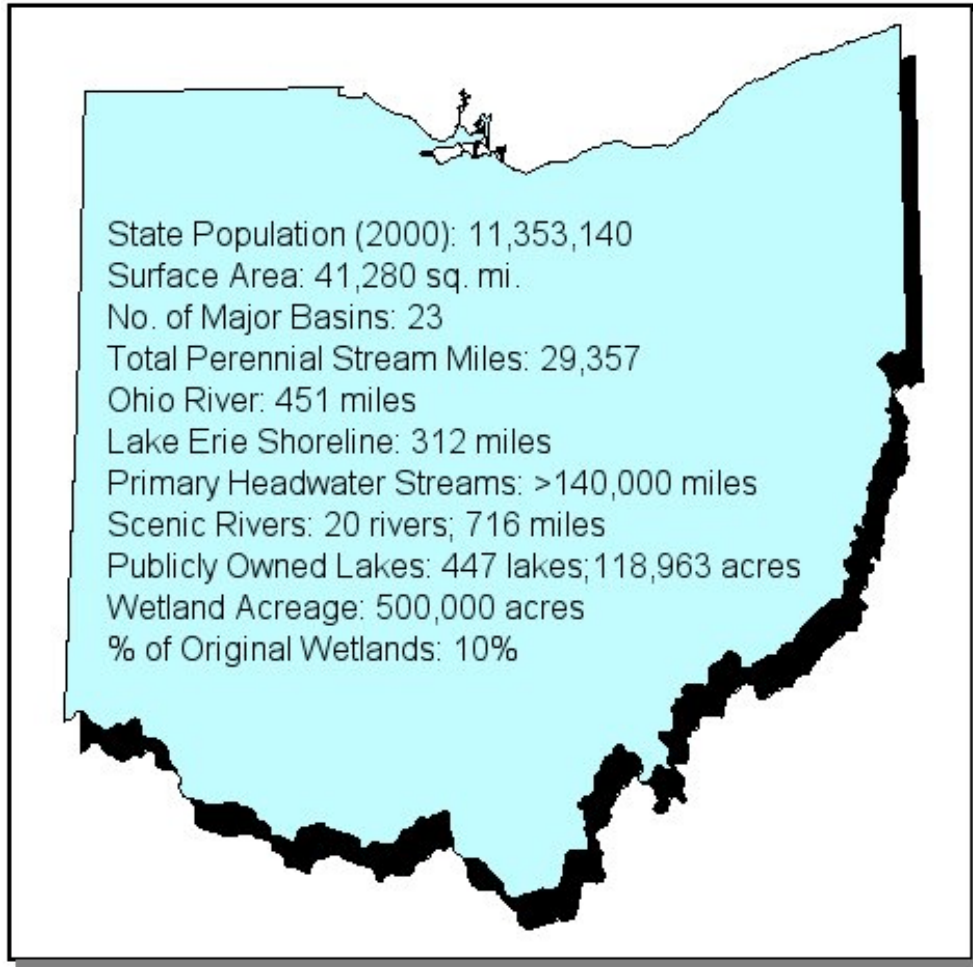 State Population (2000): 11,353,140
Surface Area: 41,280 sq. mi.
No. of Major Basins: 23
Total Perennial Stream Miles: 29,357
Ohio River: 451 miles
Lake Erie Shoreline: 312 miles
Primary Headwater Streams: >140,000 miles
Scenic Rivers: 20 rivers; 716 miles
Publicly Owned Lakes: 447 lakes;118,963 acres
Wetland Acreage: 500,000 acres
% of Original Wetlands: 10%